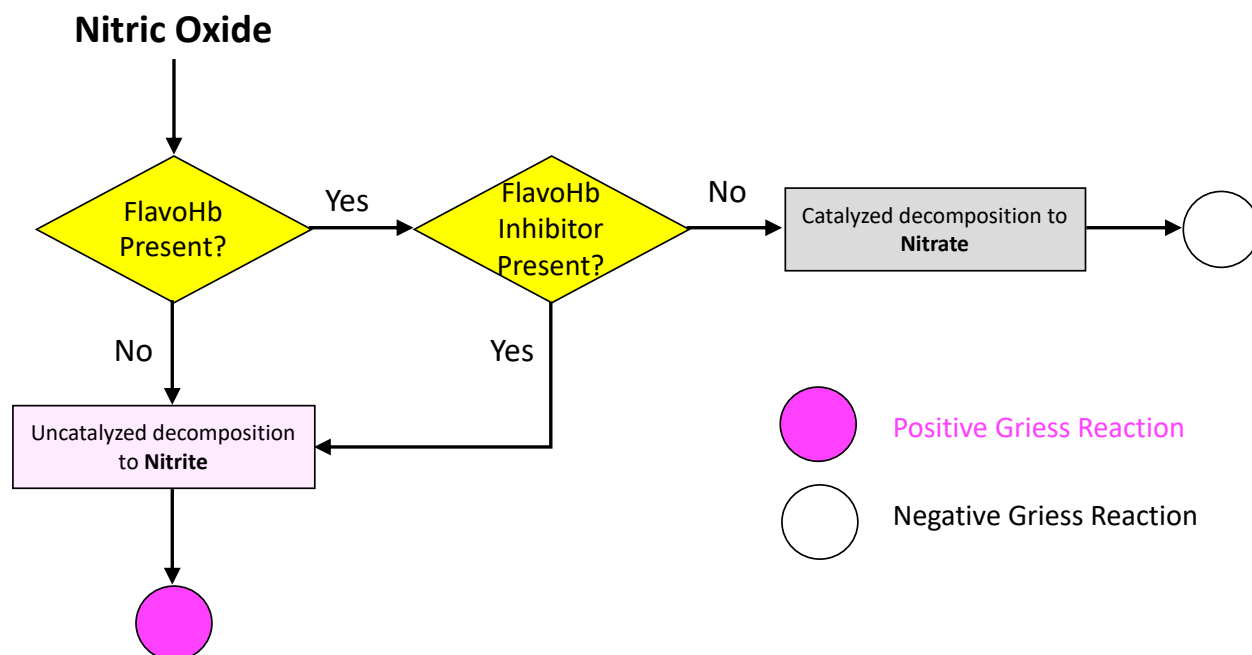 Nitric Oxide
FlavoHb
Present?
Yes
FlavoHb
Inhibitor
Present?
No
Catalyzed decomposition to
Nitrate
No
Yes
Uncatalyzed decomposition
to Nitrite
Positive Griess Reaction
Negative Griess Reaction